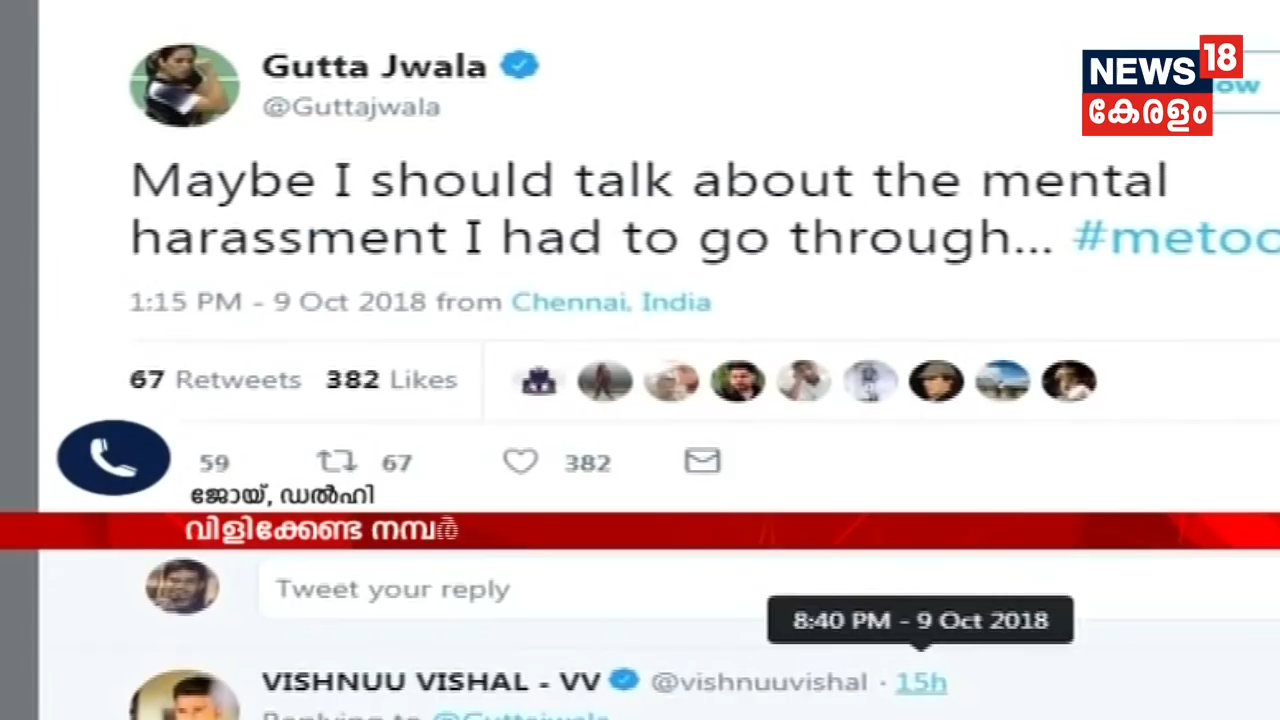 Gutta Jwala
@Guttajwala
NEWS 18
കേരളം
Maybe I should talk about the mental
harassment I had to go through... #metoo
1:15 PM - 9 Oct 2018 from Chennai, India
67 Retweets 382 Likes
59 67 382
ജോയ്, ഡൽഹി
വിളിക്കേണ്ട നമ്പർ
Tweet your reply
8:40 PM - 9 Oct 2018
VISHNUU VISHAL - VV @vishnuuvishal · 15h
Replying to @Guttajwala